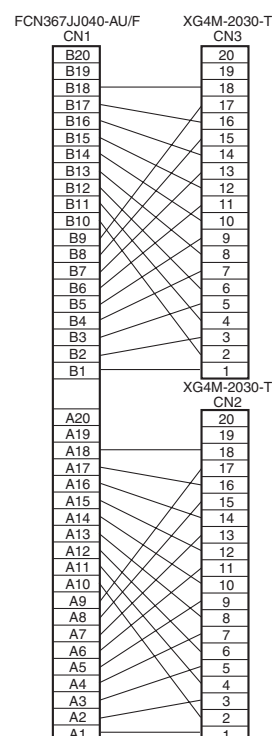 FCN367JJ040-AU/F XG4M-2030-T
CN1 CN3
B20 20
B19 19
B18 18
B17 17
B16 16
B15 15
B14 14
B13 13
B12 12
B11 11
B10 10
B9 9
B8 8
B7 7
B6 6
B5 5
B4 4
B3 3
B2 2
B1 1
XG4M-2030-T
CN2
A20 20
A19 19
A18 18
A17 17
A16 16
A15 15
A14 14
A13 13
A12 12
A11 11
A10 10
A9 9
A8 8
A7 7
A6 6
A5 5
A4 4
A3 3
A2 2
A1 1